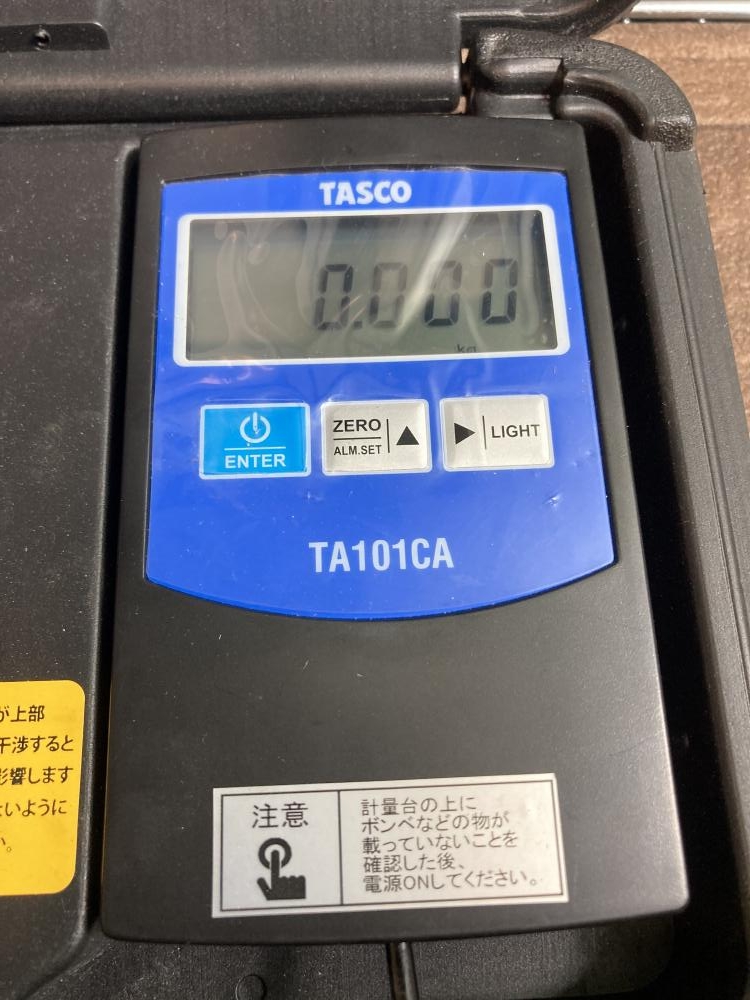 TASCO
0.000
kg
ENTER
ZERO
ALM.SET
LIGHT
TA101CA
が上部
干渉すると
影響します
ないように
い。
注意
計量台の上に
ボンベなどの物が
載っていないことを
確認した後、
電源ONしてください。